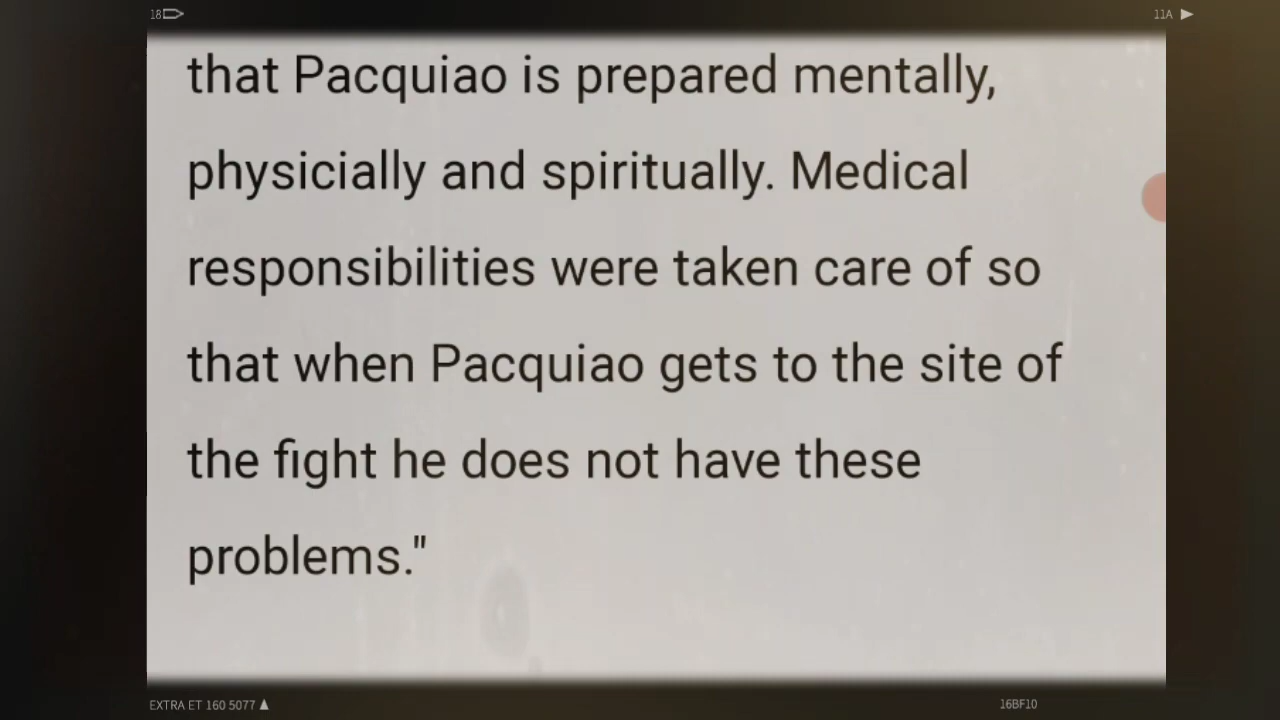 18 11A
that Pacquiao is prepared mentally,
physicially and spiritually. Medical
responsibilities were taken care of so
that when Pacquiao gets to the site of
the fight he does not have these
problems."
EXTRA ET 160 5077 16BF10